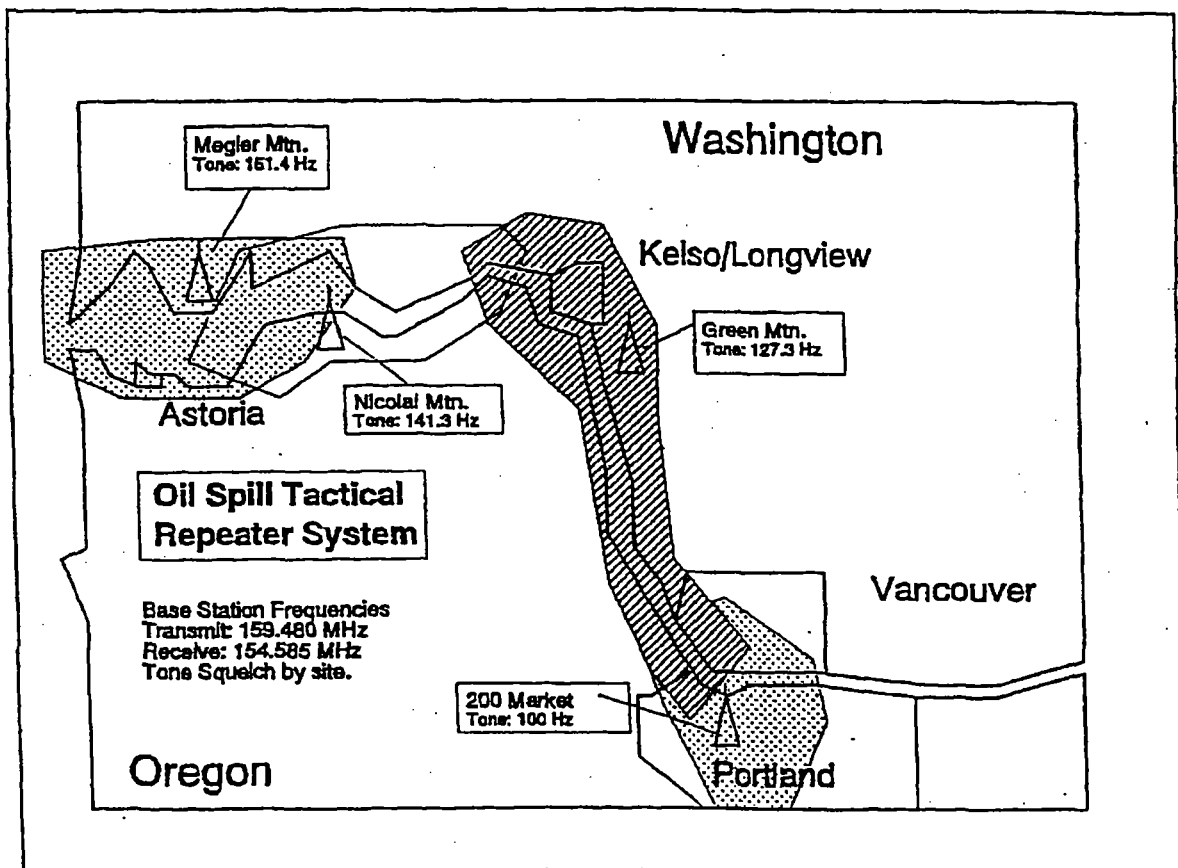 Washington
Megler Mtn.
Tone: 151.4 Hz
Kelso/Longview
Green Mtn.
Tone: 127.3 Hz
Nicolai Mtn.
Tone: 141.3 Hz
Astoria
Oil Spill Tactical
Repeater System
Base Station Frequencies
Transmit: 159.480 MHz
Receive: 154.585 MHz
Tone Squelch by site.
Vancouver
200 Market
Tone: 100 Hz
Oregon
Portland